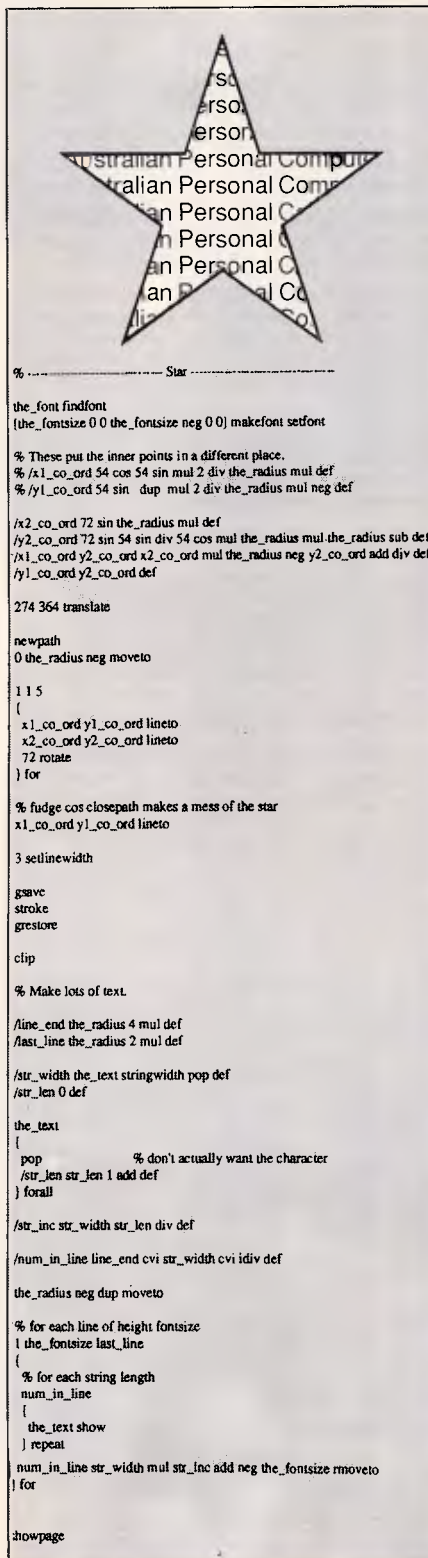 rso
erso
erson
ustralian Personal Compute
tralian Personal Com
an Personal C
n Personal
an Personal C
an P al Co
lia Co
% ---------------------------- Star ------------------------------
the_font findfont
[the_fontsize 0 0 the_fontsize neg 0 0] makefont setfont
% These put the inner points in a different place.
% /x1_co_ord 54 cos 54 sin mul 2 div the_radius mul def
% /y1_co_ord 54 sin dup mul 2 div the_radius mul neg def
/x2_co_ord 72 sin the_radius mul def
/y2_co_ord 72 sin 54 sin div 54 cos mul the_radius mul the_radius sub def
/x1_co_ord y2_co_ord x2_co_ord mul the_radius neg y2_co_ord add div def
/y1_co_ord y2_co_ord def
274 364 translate
newpath
0 the_radius neg moveto
1 1 5
{
x1_co_ord y1_co_ord lineto
x2_co_ord y2_co_ord lineto
72 rotate
} for
% fudge cos closepath makes a mess of the star
x1_co_ord y1_co_ord lineto
3 setlinewidth
gsave
stroke
grestore
clip
% Make lots of text.
/line_end the_radius 4 mul def
/last_line the_radius 2 mul def
/str_width the_text stringwidth pop def
/str_len 0 def
the_text
{
pop % don't actually want the character
/str_len str_len 1 add def
} forall
/str_inc str_width str_len div def
/num_in_line line_end cvi str_width cvi idiv def
the_radius neg dup moveto
% for each line of height fontsize
1 the_fontsize last_line
{
% for each string length
num_in_line
{
the_text show
} repeat
num_in_line str_width mul str_inc add neg the_fontsize rmoveto
} for
showpage